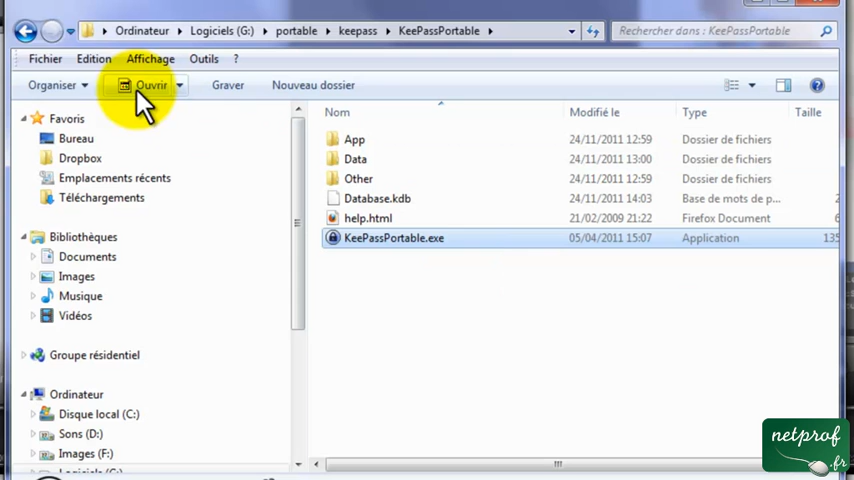 Ordinateur Logiciels (G:) portable keepass KeePassPortable Rechercher dans : KeePassPortable
Fichier Edition Affichage Outils ?
Organiser Ouvrir Graver Nouveau dossier
Favoris
Bureau
Dropbox
Emplacements récents
Téléchargements
Bibliothèques
Documents
Images
Musique
Vidéos
Groupe résidentiel
Ordinateur
Disque local (C:)
Sons (D:)
Images (F:)
Logiciels (G:)
Nom Modifié le Type Taille
App 24/11/2011 12:59 Dossier de fichiers
Data 24/11/2011 13:00 Dossier de fichiers
Other 24/11/2011 12:59 Dossier de fichiers
Database.kdb 24/11/2011 14:03 Base de mots de p... 2
help.html 21/02/2009 21:22 Firefox Document
KeePassPortable.exe 05/04/2011 15:07 Application 135
netprof
.fr